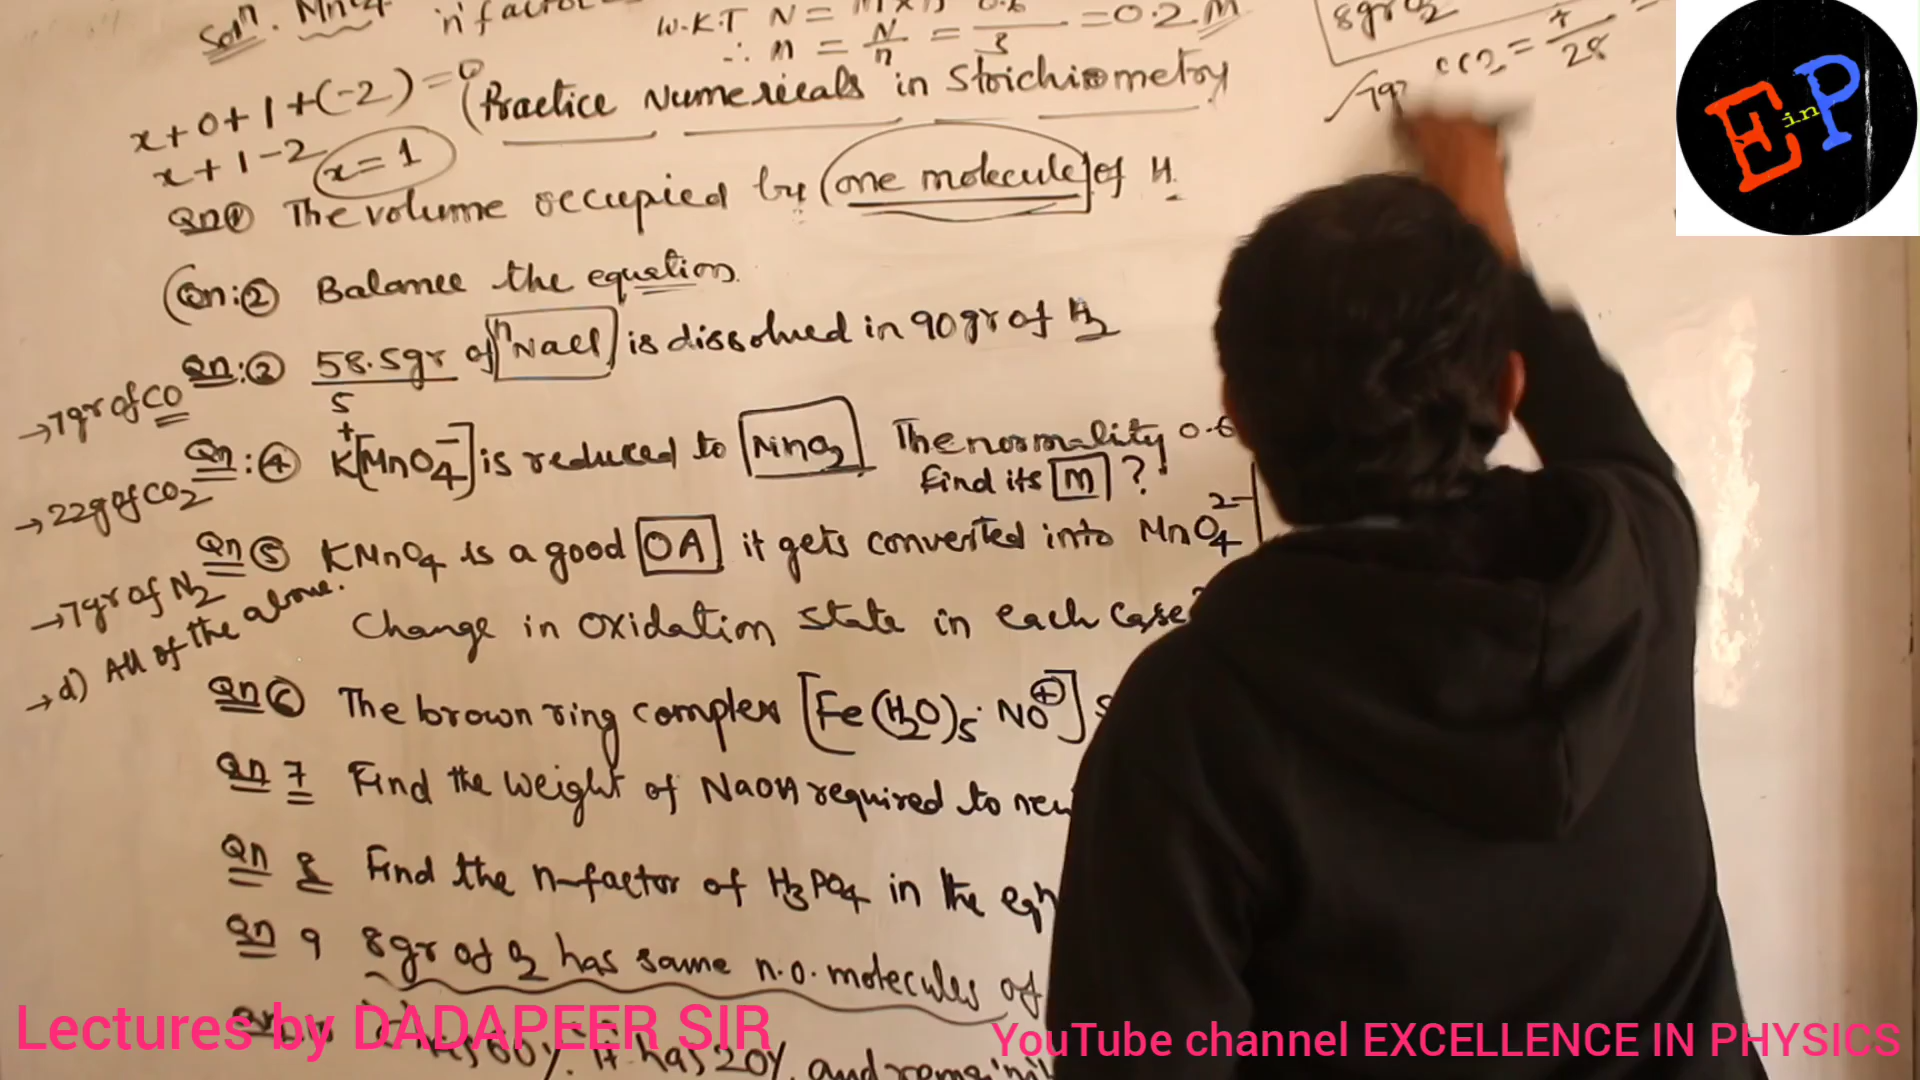 Soln. MnO4 'n' factor
W.K.T N =
∴ m = N/n = /3 = 0.2 M
8gr O2
x+0+1+(-2)=0
x+1-2
x=1
(Practice Numericals in Stoichiometry
= 7/28
E in P
Qn① The volume occupied by (one molecule) of H
(Qn:② Balance the equation.
Qn:③ 58.5gr of NaCl is dissolved in 90gr of H2
5
→ 7gr of CO
Qn:④ K+[MnO4-] is reduced to MnO2 The normality 0.6
Find its M ?
→ 22g of CO2
Qn⑤ KMnO4 is a good OA it gets converted into MnO4 2-
→ 7gr of N2
Change in oxidation state in each case?
→ d) All of the above.
Qn⑥ The brown ring complex [Fe(H2O)5 NO+] S
Qn 7 Find the weight of NaOH required to neu
Qn 8 Find the n-factor of H3PO4 in the eqn
Qn 9 8gr of O2 has same n.o. molecules of
60% it has 20% and
Lectures by DADAPEER SIR
YouTube channel EXCELLENCE IN PHYSICS